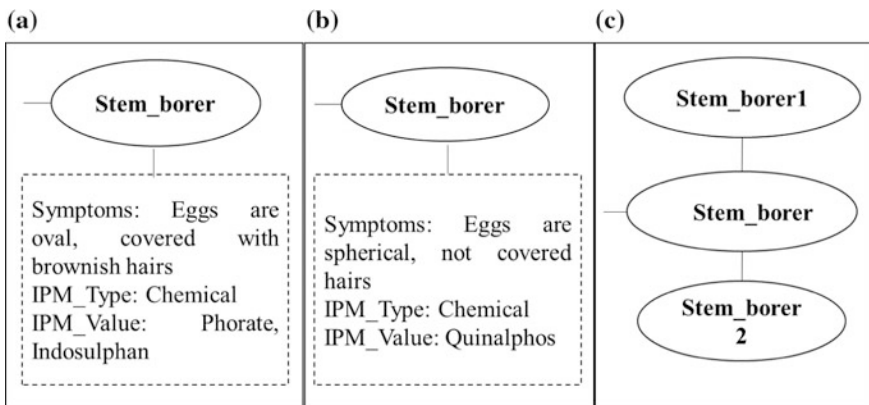 (a)
Stem_borer
Symptoms: Eggs are
oval, covered with
brownish hairs
IPM_Type: Chemical
IPM_Value: Phorate,
Indosulphan
(b)
Stem_borer
Symptoms: Eggs are
spherical, not covered
hairs
IPM_Type: Chemical
IPM_Value: Quinalphos
(c)
Stem_borer1
Stem_borer
Stem_borer
2